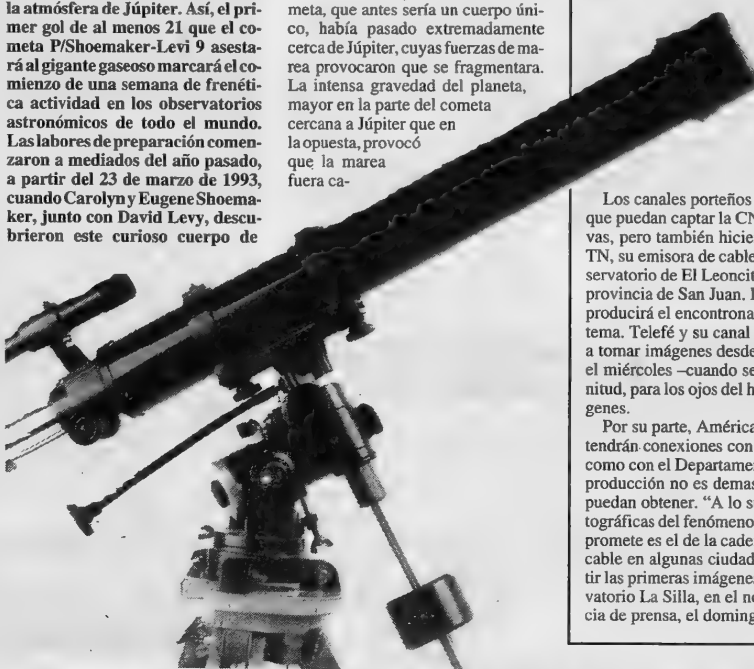 la atmósfera de Júpiter. Así, el pri-
mer gol de al menos 21 que el co-
meta P/Shoemaker-Levi 9 asesta-
rá al gigante gaseoso marcará el co-
mienzo de una semana de frenéti-
ca actividad en los observatorios
astronómicos de todo el mundo.
Las labores de preparación comen-
zaron a mediados del año pasado,
a partir del 23 de marzo de 1993,
cuando Carolyn y Eugene Shoema-
ker, junto con David Levy, descu-
brieron este curioso cuerpo de
meta, que antes sería un cuerpo úni-
co, había pasado extremadamente
cerca de Júpiter, cuyas fuerzas de ma-
rea provocaron que se fragmentara.
La intensa gravedad del planeta,
mayor en la parte del cometa
cercana a Júpiter que en
la opuesta, provocó
que la marea
fuera ca-
Los canales porteños
que puedan captar la CN
vas, pero también hicie
TN, su emisora de cable
servatorio de El Leoncit
provincia de San Juan.
producirá el encontrona
tema. Telefé y su canal
a tomar imágenes desde
el miércoles –cuando se
nitud, para los ojos del h
genes.
Por su parte, América
tendrán conexiones con
como con el Departame
producción no es demas
puedan obtener. “A lo s
tográficas del fenómeno
promete es el de la cade
cable en algunas ciudad
tir las primeras imágene
vatorio La Silla, en el no
cia de prensa, el doming